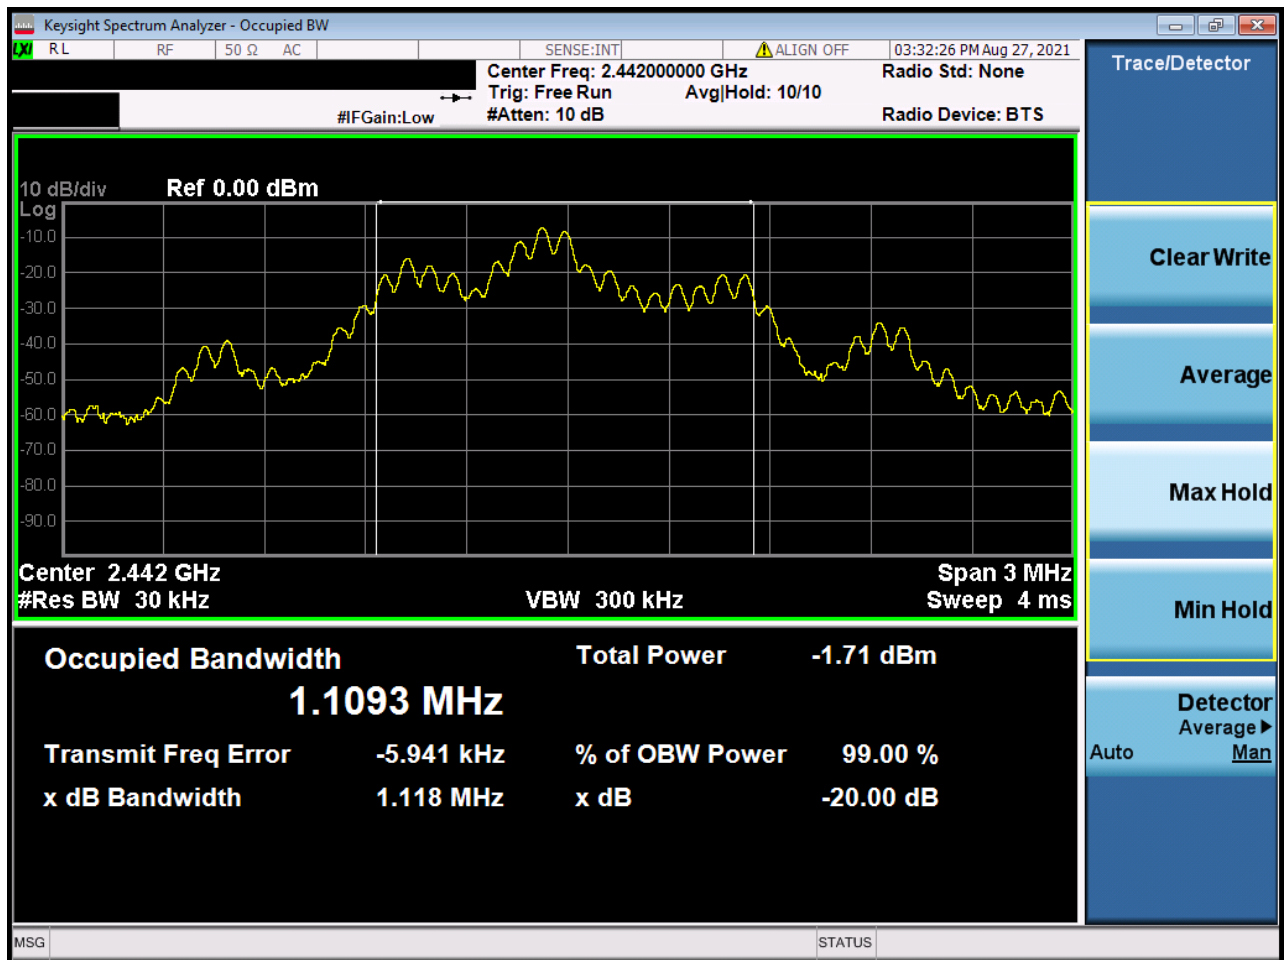 Keysight Spectrum Analyzer - Occupied BW
LXI RL RF 50 Ω AC SENSE:INT ALIGN OFF 03:32:26 PM Aug 27, 2021
Center Freq: 2.442000000 GHz Radio Std: None
Trig: Free Run Avg|Hold: 10/10
#IFGain:Low #Atten: 10 dB Radio Device: BTS
Trace/Detector
10 dB/div Ref 0.00 dBm
Log
-10.0
-20.0
-30.0
-40.0
-50.0
-60.0
-70.0
-80.0
-90.0
Center 2.442 GHz Span 3 MHz
#Res BW 30 kHz VBW 300 kHz Sweep 4 ms
Occupied Bandwidth Total Power -1.71 dBm
1.1093 MHz
Transmit Freq Error -5.941 kHz % of OBW Power 99.00 %
x dB Bandwidth 1.118 MHz x dB -20.00 dB
Clear Write
Average
Max Hold
Min Hold
Detector
Average▶
Auto Man
MSG STATUS